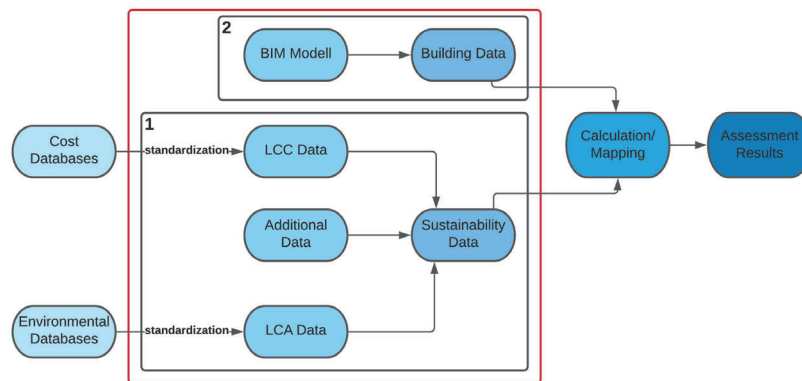 2
BIM Modell
Building Data
1
Cost
Databases
standardization
LCC Data
Calculation/
Mapping
Assessment
Results
Additional
Data
Sustainability
Data
Environmental
Databases
standardization
LCA Data